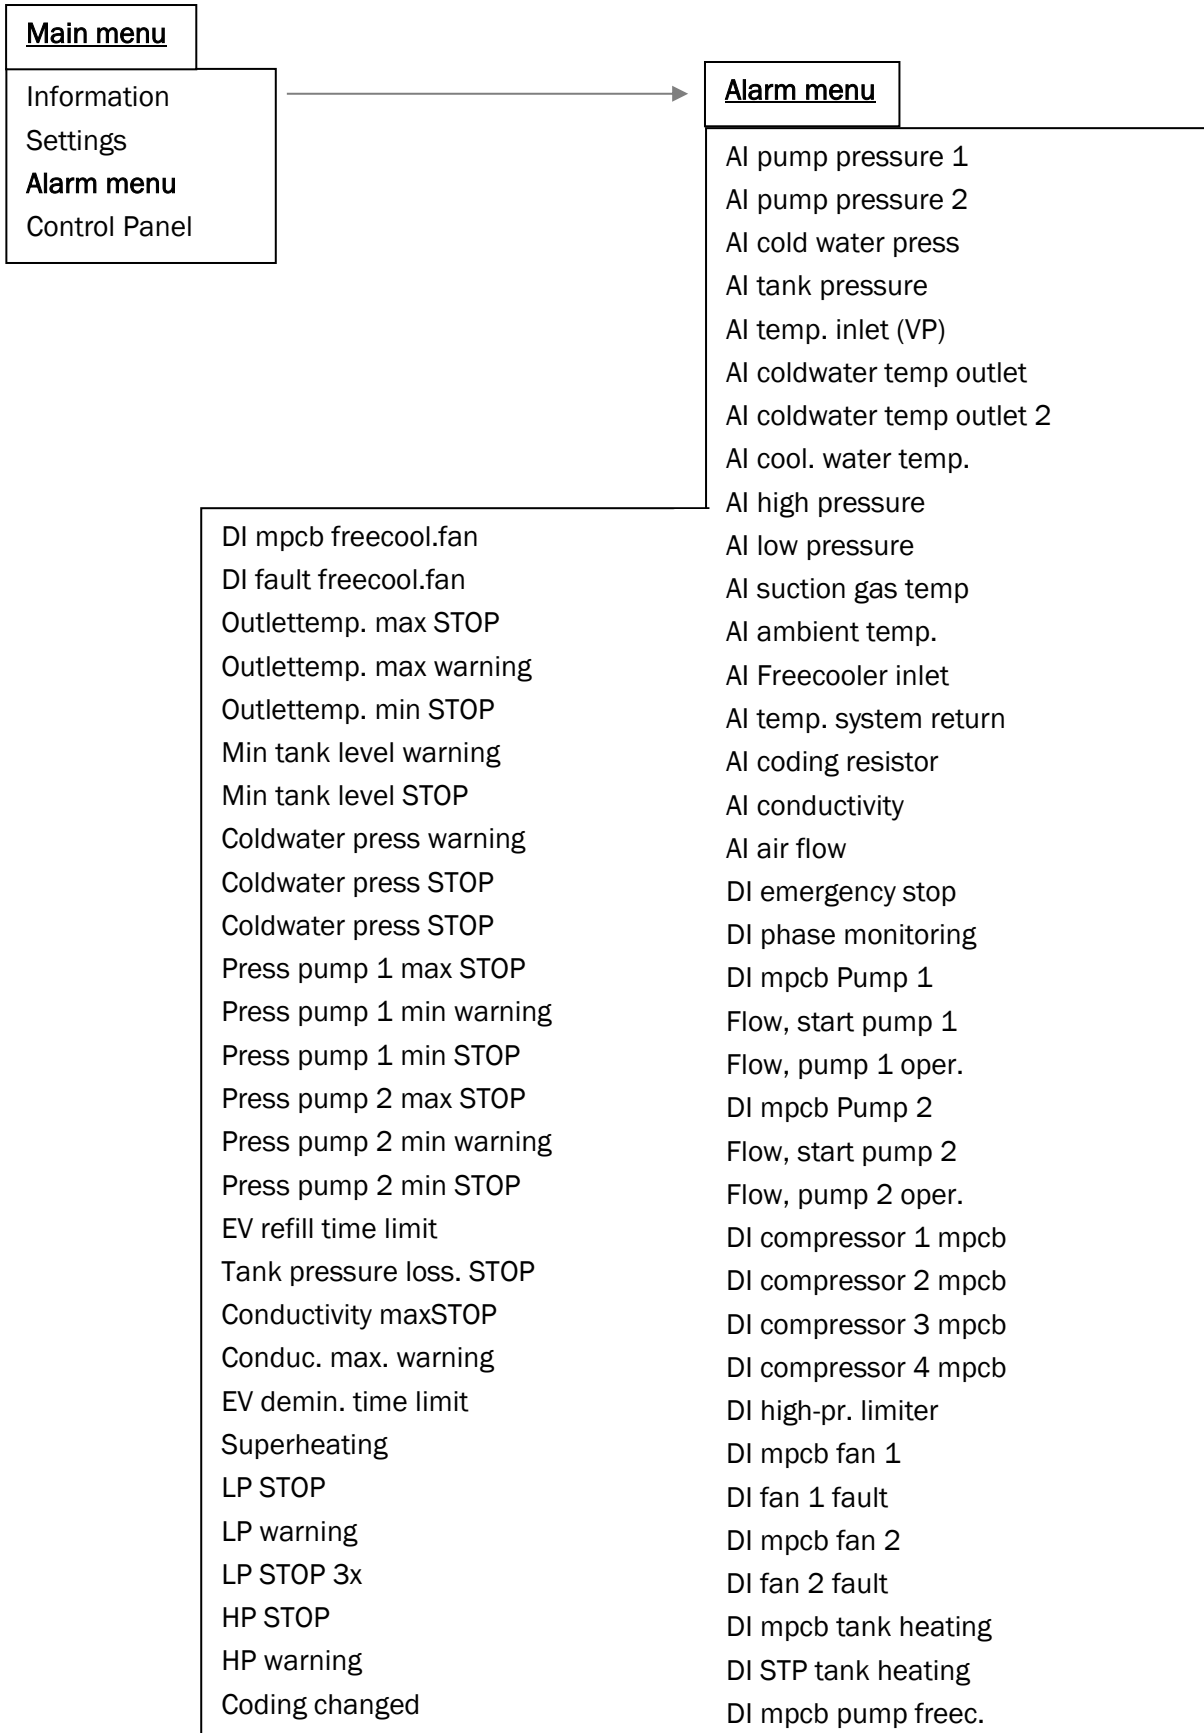 Main menu
Information
Settings
Alarm menu
Control Panel
Alarm menu
AI pump pressure 1
AI pump pressure 2
AI cold water press
AI tank pressure
AI temp. inlet (VP)
AI coldwater temp outlet
AI coldwater temp outlet 2
AI cool. water temp.
AI high pressure
AI low pressure
AI suction gas temp
AI ambient temp.
AI Freecooler inlet
AI temp. system return
AI coding resistor
AI conductivity
AI air flow
DI emergency stop
DI phase monitoring
DI mpcb Pump 1
Flow, start pump 1
Flow, pump 1 oper.
DI mpcb Pump 2
Flow, start pump 2
Flow, pump 2 oper.
DI compressor 1 mpcb
DI compressor 2 mpcb
DI compressor 3 mpcb
DI compressor 4 mpcb
DI high-pr. limiter
DI mpcb fan 1
DI fan 1 fault
DI mpcb fan 2
DI fan 2 fault
DI mpcb tank heating
DI STP tank heating
DI mpcb pump freec.
DI mpcb freecool.fan
DI fault freecool.fan
Outlettemp. max STOP
Outlettemp. max warning
Outlettemp. min STOP
Min tank level warning
Min tank level STOP
Coldwater press warning
Coldwater press STOP
Coldwater press STOP
Press pump 1 max STOP
Press pump 1 min warning
Press pump 1 min STOP
Press pump 2 max STOP
Press pump 2 min warning
Press pump 2 min STOP
EV refill time limit
Tank pressure loss. STOP
Conductivity maxSTOP
Conduc. max. warning
EV demin. time limit
Superheating
LP STOP
LP warning
LP STOP 3x
HP STOP
HP warning
Coding changed